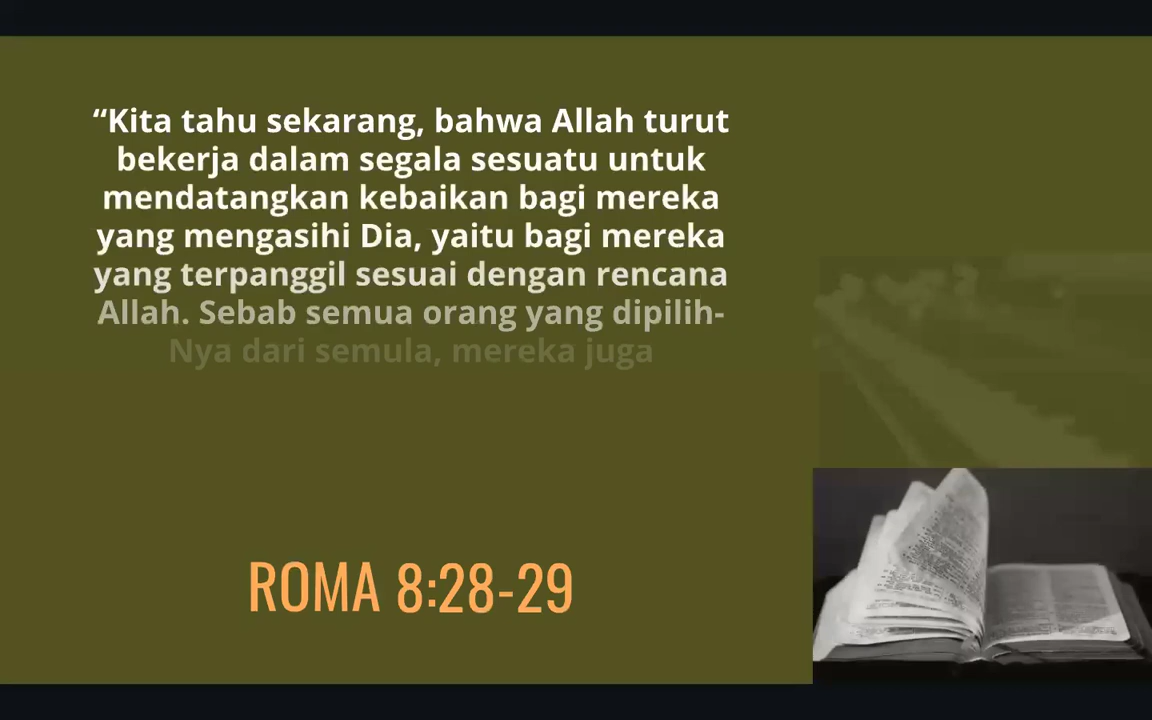 “Kita tahu sekarang, bahwa Allah turut
bekerja dalam segala sesuatu untuk
mendatangkan kebaikan bagi mereka
yang mengasihi Dia, yaitu bagi mereka
yang terpanggil sesuai dengan rencana
Allah. Sebab semua orang yang dipilih-
Nya dari semula, mereka juga
ROMA 8:28-29